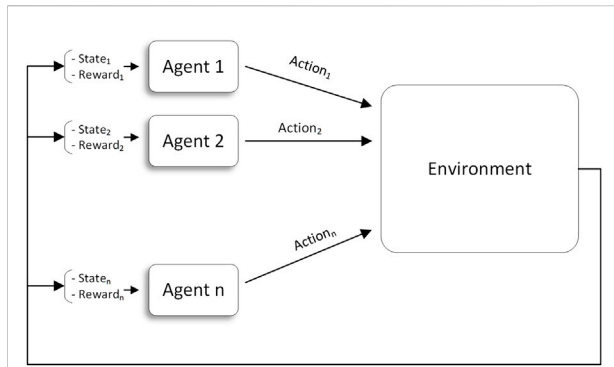 - State₁
- Reward₁
Agent 1
Action₁
- State₂
- Reward₂
Agent 2
Action₂
Environment
- Stateₙ
- Rewardₙ
Agent n
Actionₙ